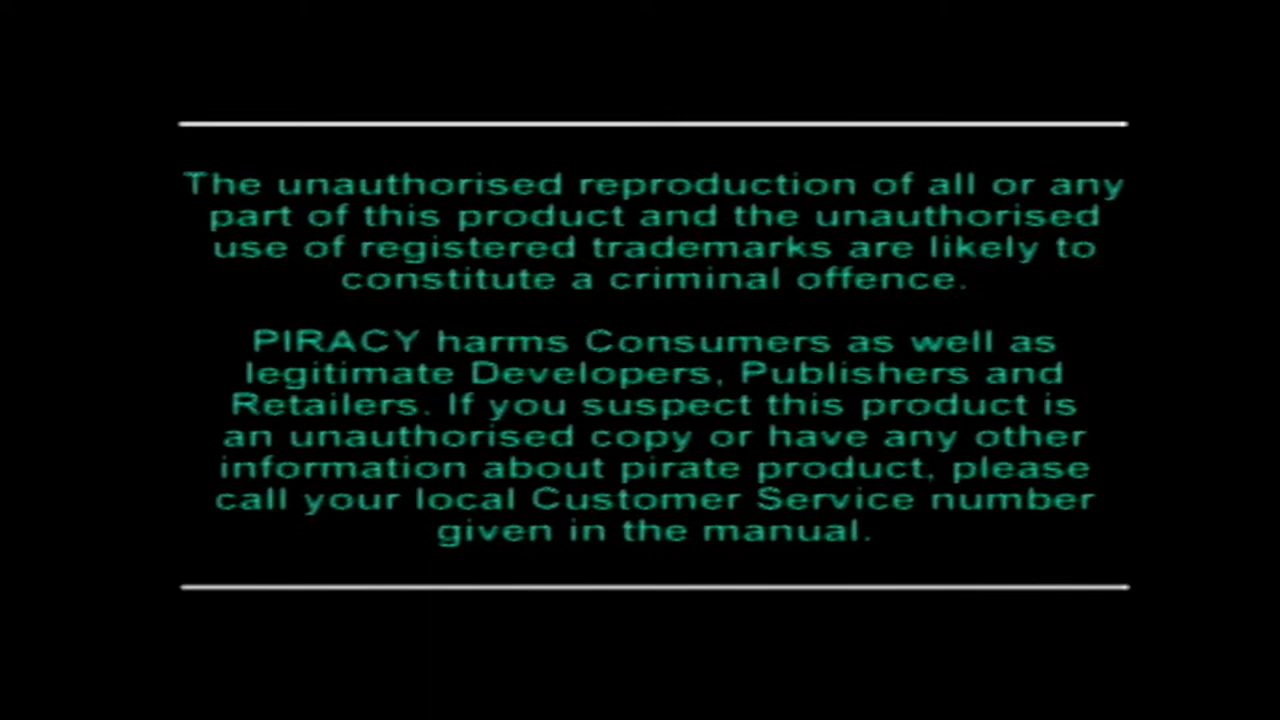 The unauthorised reproduction of all or any
part of this product and the unauthorised
use of registered trademarks are likely to
constitute a criminal offence.
PIRACY harms Consumers as well as
legitimate Developers, Publishers and
Retailers. If you suspect this product is
an unauthorised copy or have any other
information about pirate product, please
call your local Customer Service number
given in the manual.